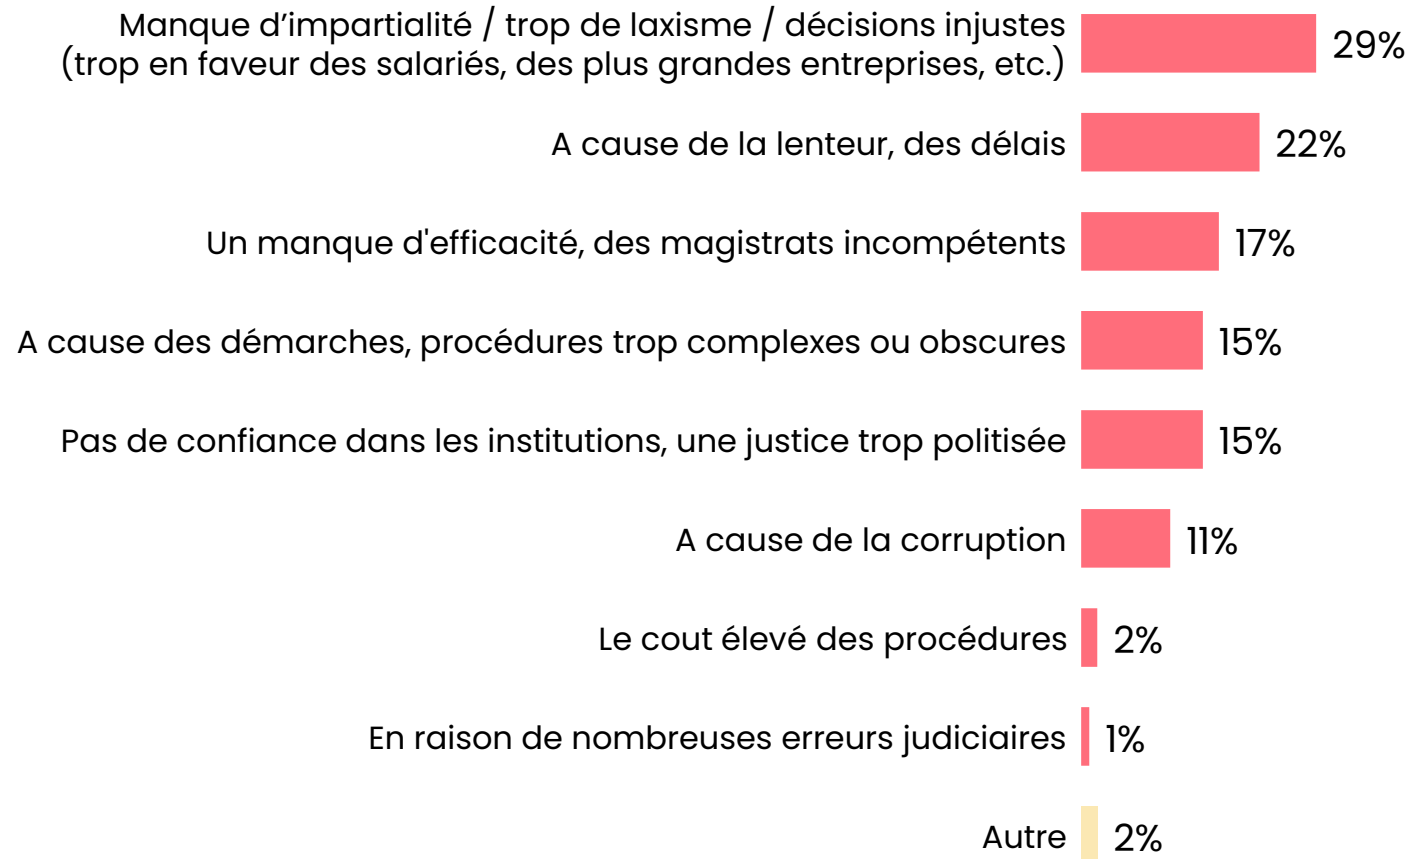 Manque d’impartialité / trop de laxisme / décisions injustes
(trop en faveur des salariés, des plus grandes entreprises, etc.)
29%
A cause de la lenteur, des délais
22%
Un manque d'efficacité, des magistrats incompétents
17%
A cause des démarches, procédures trop complexes ou obscures
15%
Pas de confiance dans les institutions, une justice trop politisée
15%
A cause de la corruption
11%
Le cout élevé des procédures
2%
En raison de nombreuses erreurs judiciaires
1%
Autre
2%